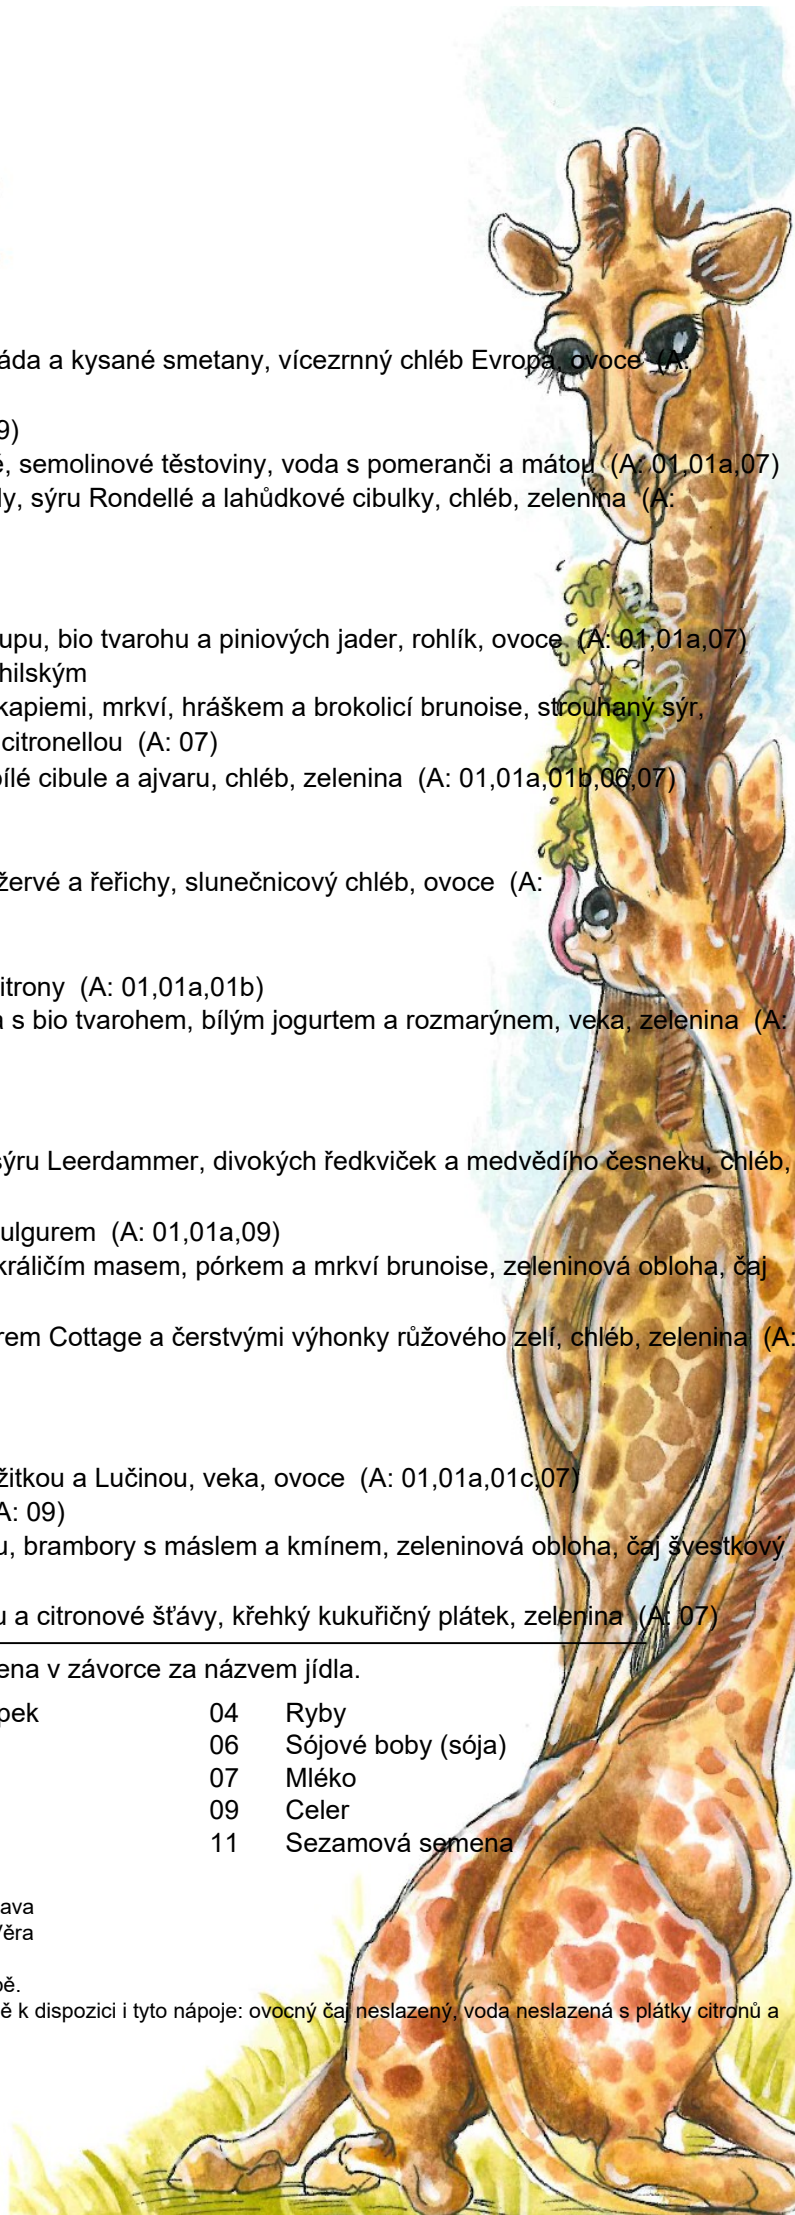 áda a kysané smetany, vícezrnný chléb Evropa, ovoce (A:
9)
é, semolinové těstoviny, voda s pomeranči a mátou (A: 01,01a,07)
dy, sýru Rondellé a lahůdkové cibulky, chléb, zelenina (A:
upu, bio tvarohu a piniových jader, rohlík, ovoce (A: 01,01a,07)
hilským
kapiemi, mrkví, hráškem a brokolicí brunoise, strouhaný sýr,
citronellou (A: 07)
bílé cibule a ajvaru, chléb, zelenina (A: 01,01a,01b,06,07)
žervé a řeřichy, slunečnicový chléb, ovoce (A:
itrony (A: 01,01a,01b)
a s bio tvarohem, bílým jogurtem a rozmarýnem, veka, zelenina (A:
sýru Leerdammer, divokých ředkviček a medvědího česneku, chléb,
ulgurem (A: 01,01a,09)
králičím masem, pórkem a mrkví brunoise, zeleninová obloha, čaj
rem Cottage a čerstvými výhonky růžového zelí, chléb, zelenina (A:
žitkou a Lučinou, veka, ovoce (A: 01,01a,01c,07)
A: 09)
u, brambory s máslem a kmínem, zeleninová obloha, čaj švestkový
u a citronové šťávy, křehký kukuřičný plátek, zelenina (A: 07)
ena v závorce za názvem jídla.
pek 04 Ryby
06 Sójové boby (sója)
07 Mléko
09 Celer
11 Sezamová semena
ava
Věra
bě.
ě k dispozici i tyto nápoje: ovocný čaj neslazený, voda neslazená s plátky citronů a